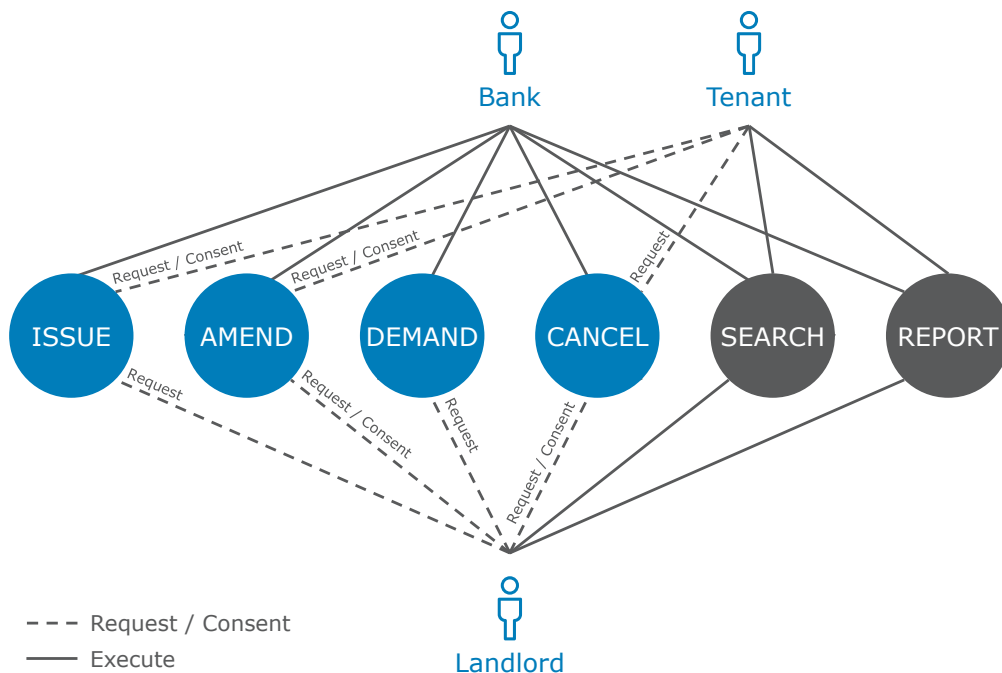 Bank
Tenant
Request / Consent
Request / Consent
Request
ISSUE
AMEND
DEMAND
CANCEL
SEARCH
REPORT
Request
Request / Consent
Request
Request / Consent
Landlord
Request / Consent
Execute